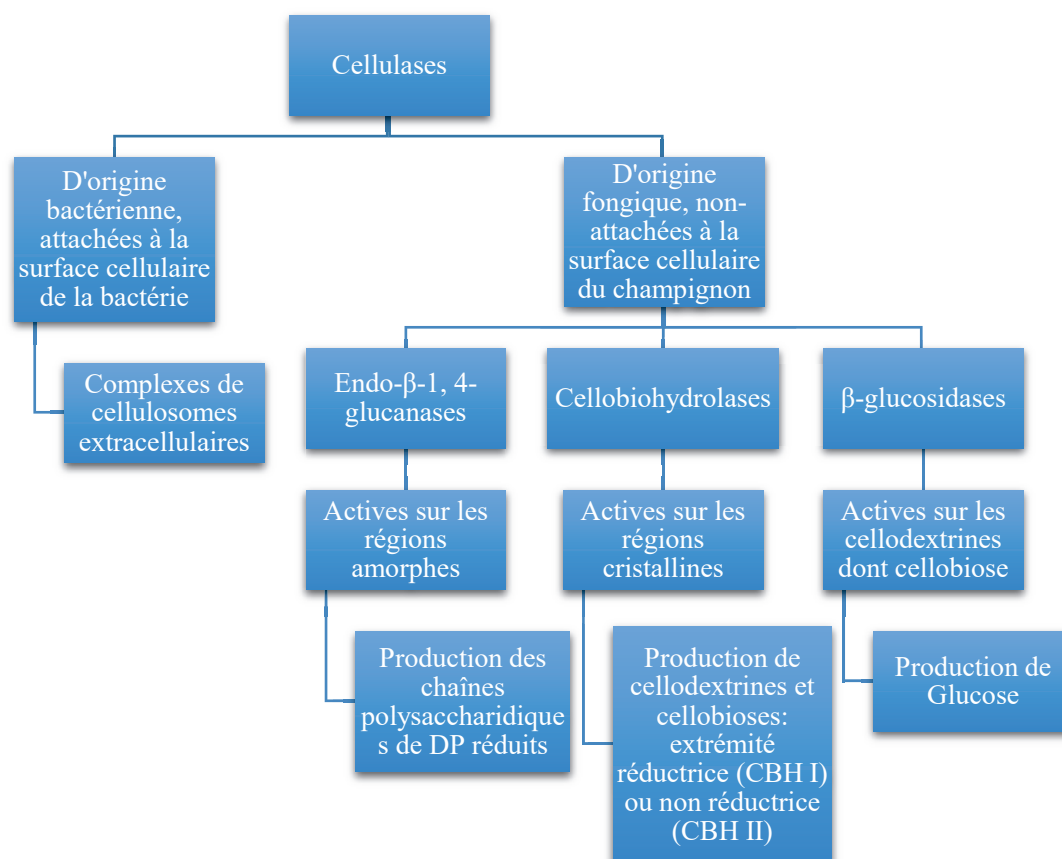 Cellulases
D'origine
bactérienne,
attachées à la
surface cellulaire
de la bactérie
D'origine
fongique, non-
attachées à la
surface cellulaire
du champignon
Complexes de
cellulosomes
extracellulaires
Endo-β-1, 4-
glucanases
Cellobiohydrolases
β-glucosidases
Actives sur les
régions
amorphes
Actives sur les
régions
cristallines
Actives sur les
cellodextrines
dont cellobiose
Production des
chaînes
polysaccharidique
s de DP réduits
Production de
cellodextrines et
cellobioses:
extrémité
réductrice (CBH I)
ou non réductrice
(CBH II)
Production de
Glucose